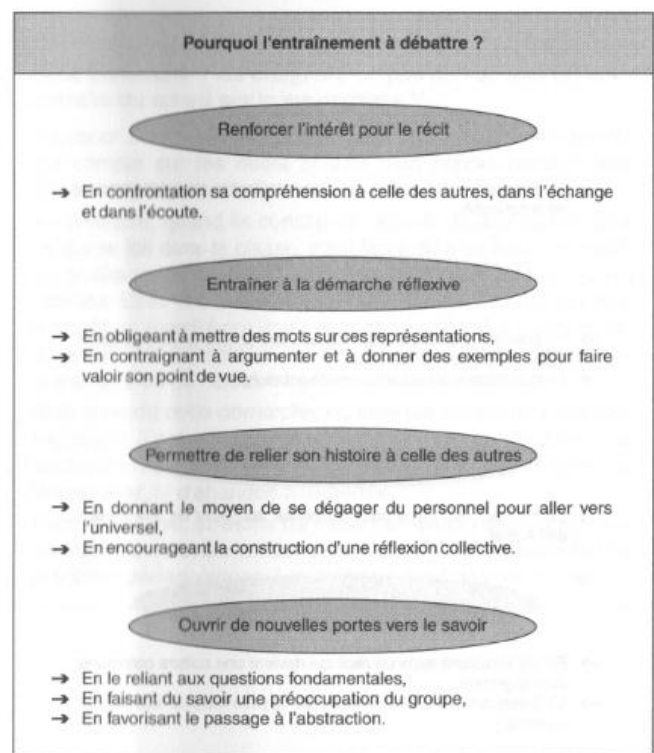 Pourquoi l'entraînement à débattre ?
Renforcer l'intérêt pour le récit
→ En confrontation sa compréhension à celle des autres, dans l'échange
et dans l'écoute.
Entraîner à la démarche réflexive
→ En obligeant à mettre des mots sur ces représentations,
→ En contraignant à argumenter et à donner des exemples pour faire
valoir son point de vue.
Permettre de relier son histoire à celle des autres
→ En donnant le moyen de se dégager du personnel pour aller vers
l'universel,
→ En encourageant la construction d'une réflexion collective.
Ouvrir de nouvelles portes vers le savoir
→ En le reliant aux questions fondamentales,
→ En faisant du savoir une préoccupation du groupe,
→ En favorisant le passage à l'abstraction.